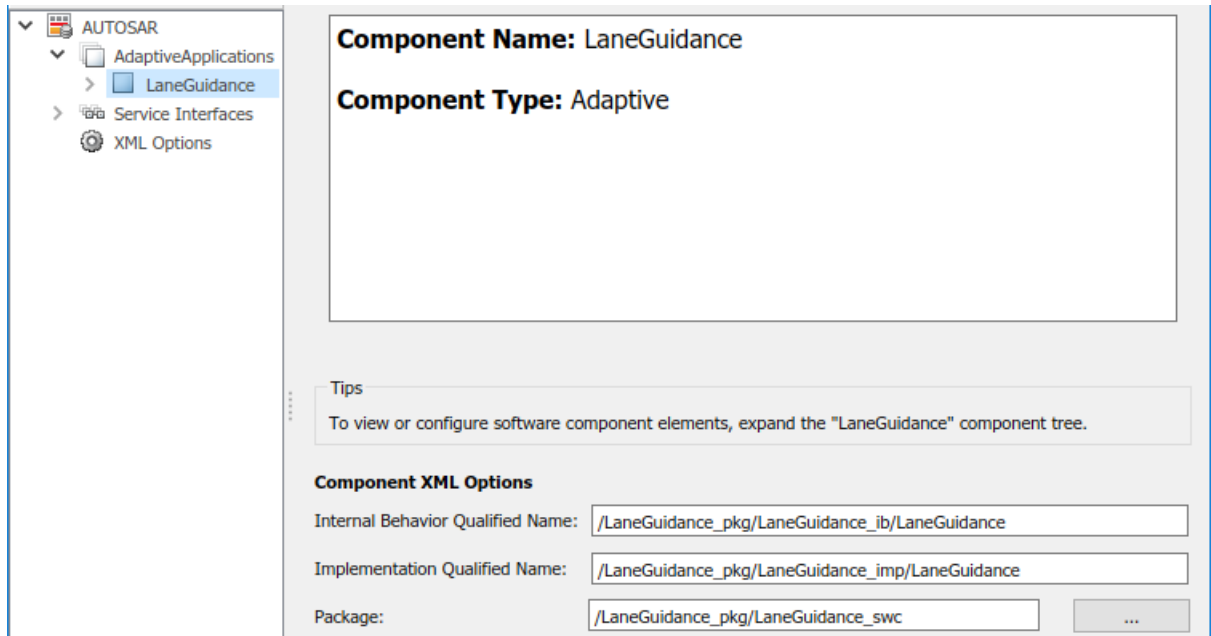 AUTOSAR
AdaptiveApplications
LaneGuidance
Service Interfaces
XML Options
Component Name: LaneGuidance
Component Type: Adaptive
Tips
To view or configure software component elements, expand the "LaneGuidance" component tree.
Component XML Options
Internal Behavior Qualified Name: /LaneGuidance_pkg/LaneGuidance_ib/LaneGuidance
Implementation Qualified Name: /LaneGuidance_pkg/LaneGuidance_imp/LaneGuidance
Package: /LaneGuidance_pkg/LaneGuidance_swc ...